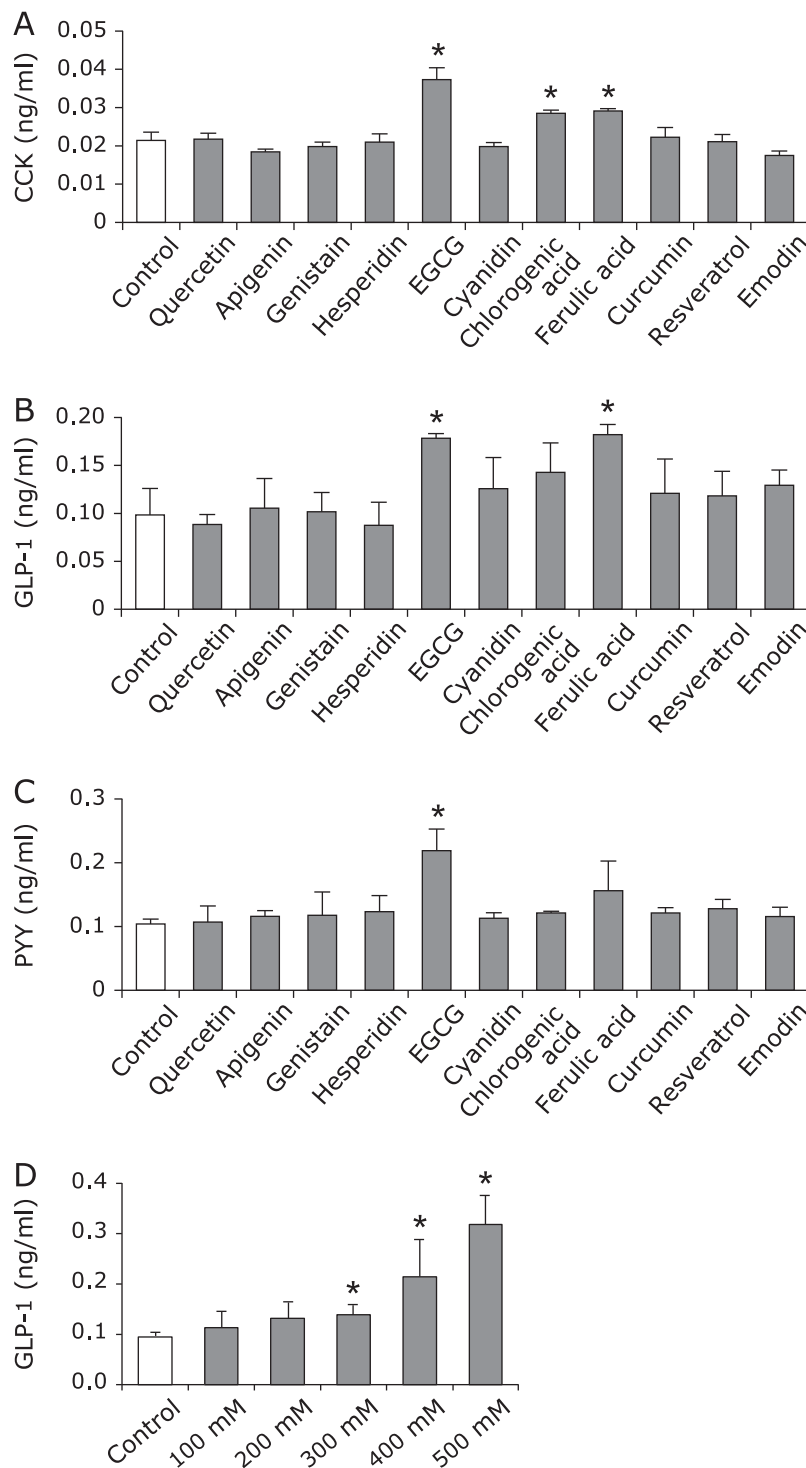 A
CCK (ng/ml)
0.05
0.04
0.03
0.02
0.01
0
*
*
*
Control
Quercetin
Apigenin
Genistain
Hesperidin
EGCG
Cyanidin
Chlorogenic
acid
Ferulic acid
Curcumin
Resveratrol
Emodin
B
GLP-1 (ng/ml)
0.20
0.15
0.10
0.05
0
*
*
Control
Quercetin
Apigenin
Genistain
Hesperidin
EGCG
Cyanidin
Chlorogenic
acid
Ferulic acid
Curcumin
Resveratrol
Emodin
C
PYY (ng/ml)
0.3
0.2
0.1
0
*
Control
Quercetin
Apigenin
Genistain
Hesperidin
EGCG
Cyanidin
Chlorogenic
acid
Ferulic acid
Curcumin
Resveratrol
Emodin
D
GLP-1 (ng/ml)
0.4
0.3
0.2
0.1
0.0
*
*
*
Control
100 mM
200 mM
300 mM
400 mM
500 mM